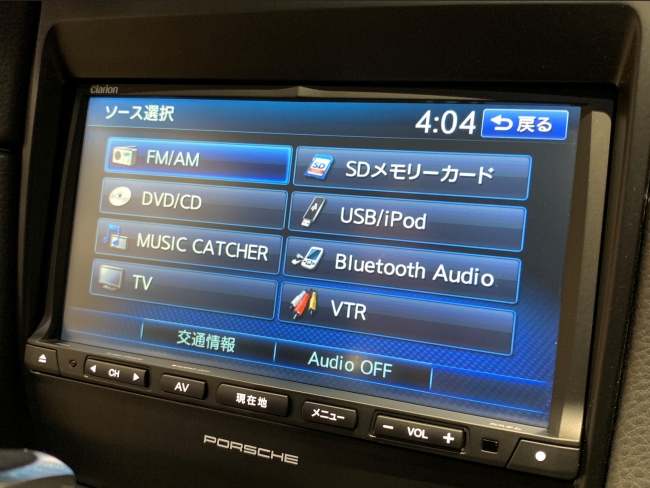 Clarion
ソース選択
4:04
戻る
FM/AM
SD
SDメモリーカード
DVD/CD
USB/iPod
MUSIC CATCHER
Bluetooth Audio
TV
VTR
交通情報
Audio OFF
CH
AV
現在地
メニュー
− VOL +
PORSCHE